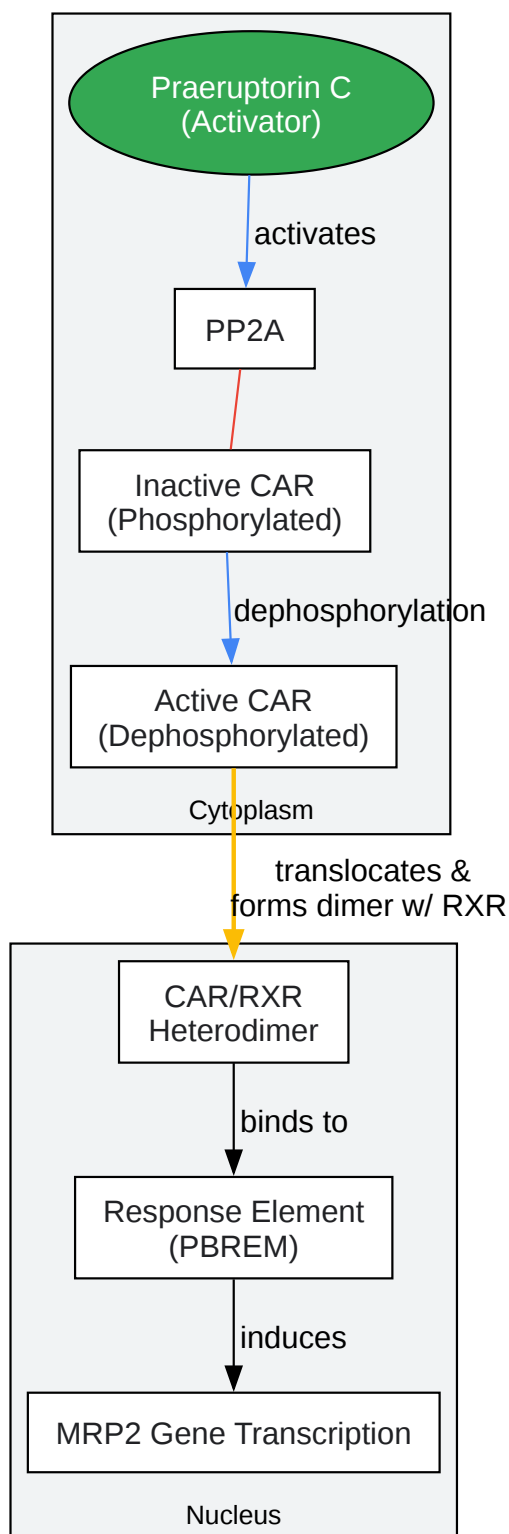 Praeruptorin C
(Activator)
activates
PP2A
Inactive CAR
(Phosphorylated)
dephosphorylation
Active CAR
(Dephosphorylated)
Cytoplasm
translocates &
forms dimer w/ RXR
CAR/RXR
Heterodimer
binds to
Response Element
(PBREM)
induces
MRP2 Gene Transcription
Nucleus